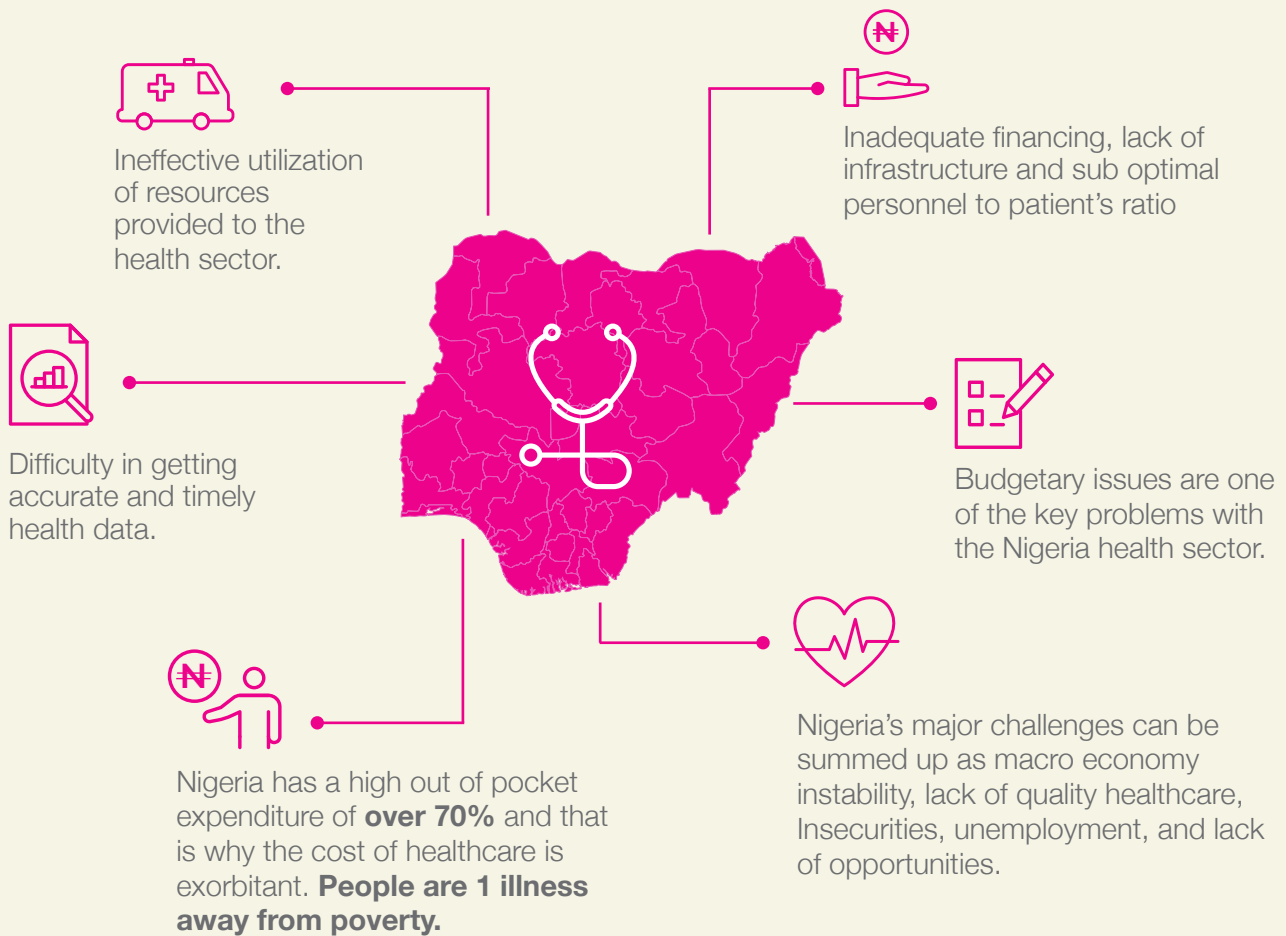 Ineffective utilization
of resources
provided to the
health sector.
₦
Inadequate financing, lack of
infrastructure and sub optimal
personnel to patient’s ratio
Difficulty in getting
accurate and timely
health data.
Budgetary issues are one
of the key problems with
the Nigeria health sector.
₦
Nigeria has a high out of pocket
expenditure of over 70% and that
is why the cost of healthcare is
exorbitant. People are 1 illness
away from poverty.
Nigeria’s major challenges can be
summed up as macro economy
instability, lack of quality healthcare,
Insecurities, unemployment, and lack
of opportunities.